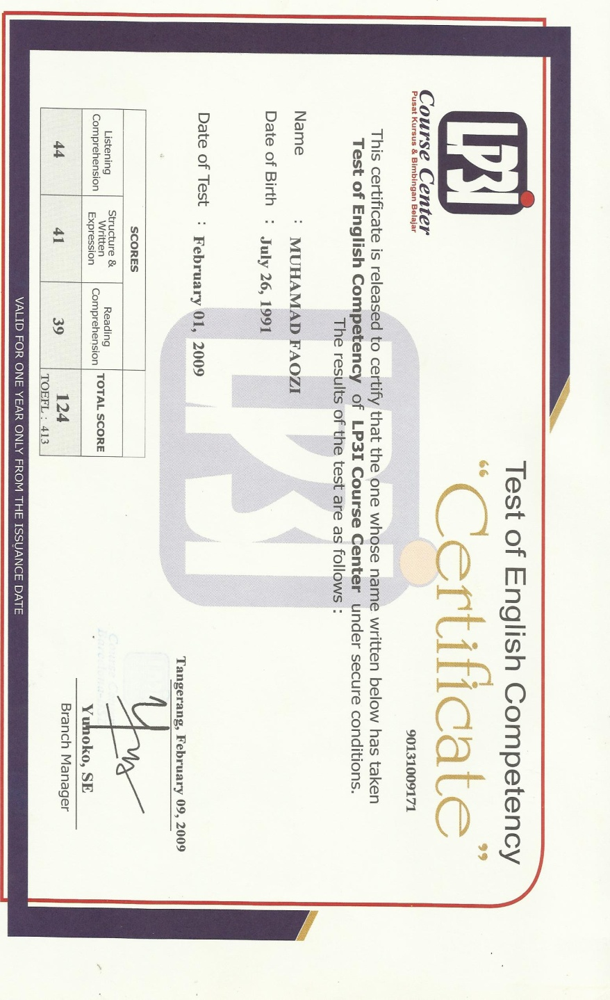 LP3I
Course Center
Pusat Kursus & Bimbingan Belajar
Test of English Competency
“Certificate”
90131009171
This certificate is released to certify that the one whose name written below has taken
Test of English Competency of LP3I Course Center under secure conditions.
The results of the test are as follows :
Name : MUHAMAD FAOZI
Date of Birth : July 26, 1991
Date of Test : February 01, 2009
SCORES
Listening Comprehension
Structure & Written Expression
Reading Comprehension
TOTAL SCORE
44 41 39 124
TOEFL : 413
Tangerang, February 09, 2009
Yunoko, SE
Branch Manager
VALID FOR ONE YEAR ONLY FROM THE ISSUANCE DATE